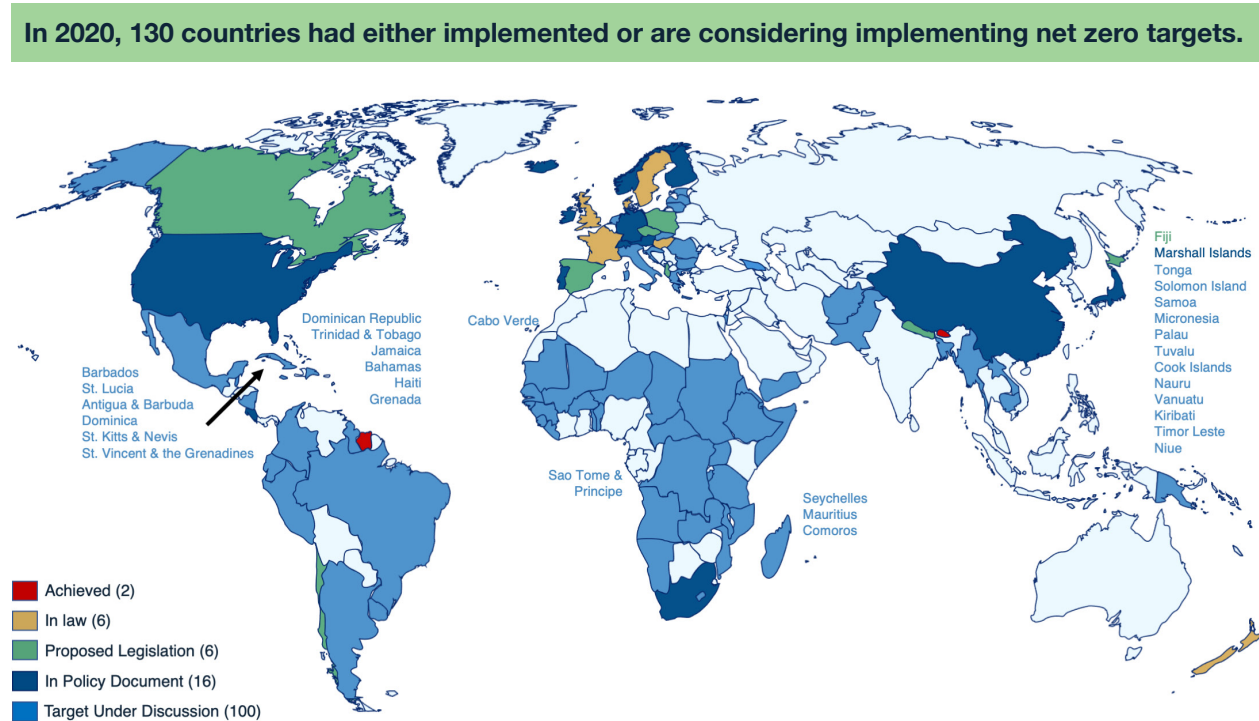 In 2020, 130 countries had either implemented or are considering implementing net zero targets.
Fiji
Marshall Islands
Tonga
Solomon Island
Samoa
Micronesia
Palau
Tuvalu
Cook Islands
Nauru
Vanuatu
Kiribati
Timor Leste
Niue
Dominican Republic
Trinidad & Tobago
Jamaica
Bahamas
Haiti
Grenada
Cabo Verde
Barbados
St. Lucia
Antigua & Barbuda
Dominica
St. Kitts & Nevis
St. Vincent & the Grenadines
Sao Tome &
Principe
Seychelles
Mauritius
Comoros
Achieved (2)
In law (6)
Proposed Legislation (6)
In Policy Document (16)
Target Under Discussion (100)